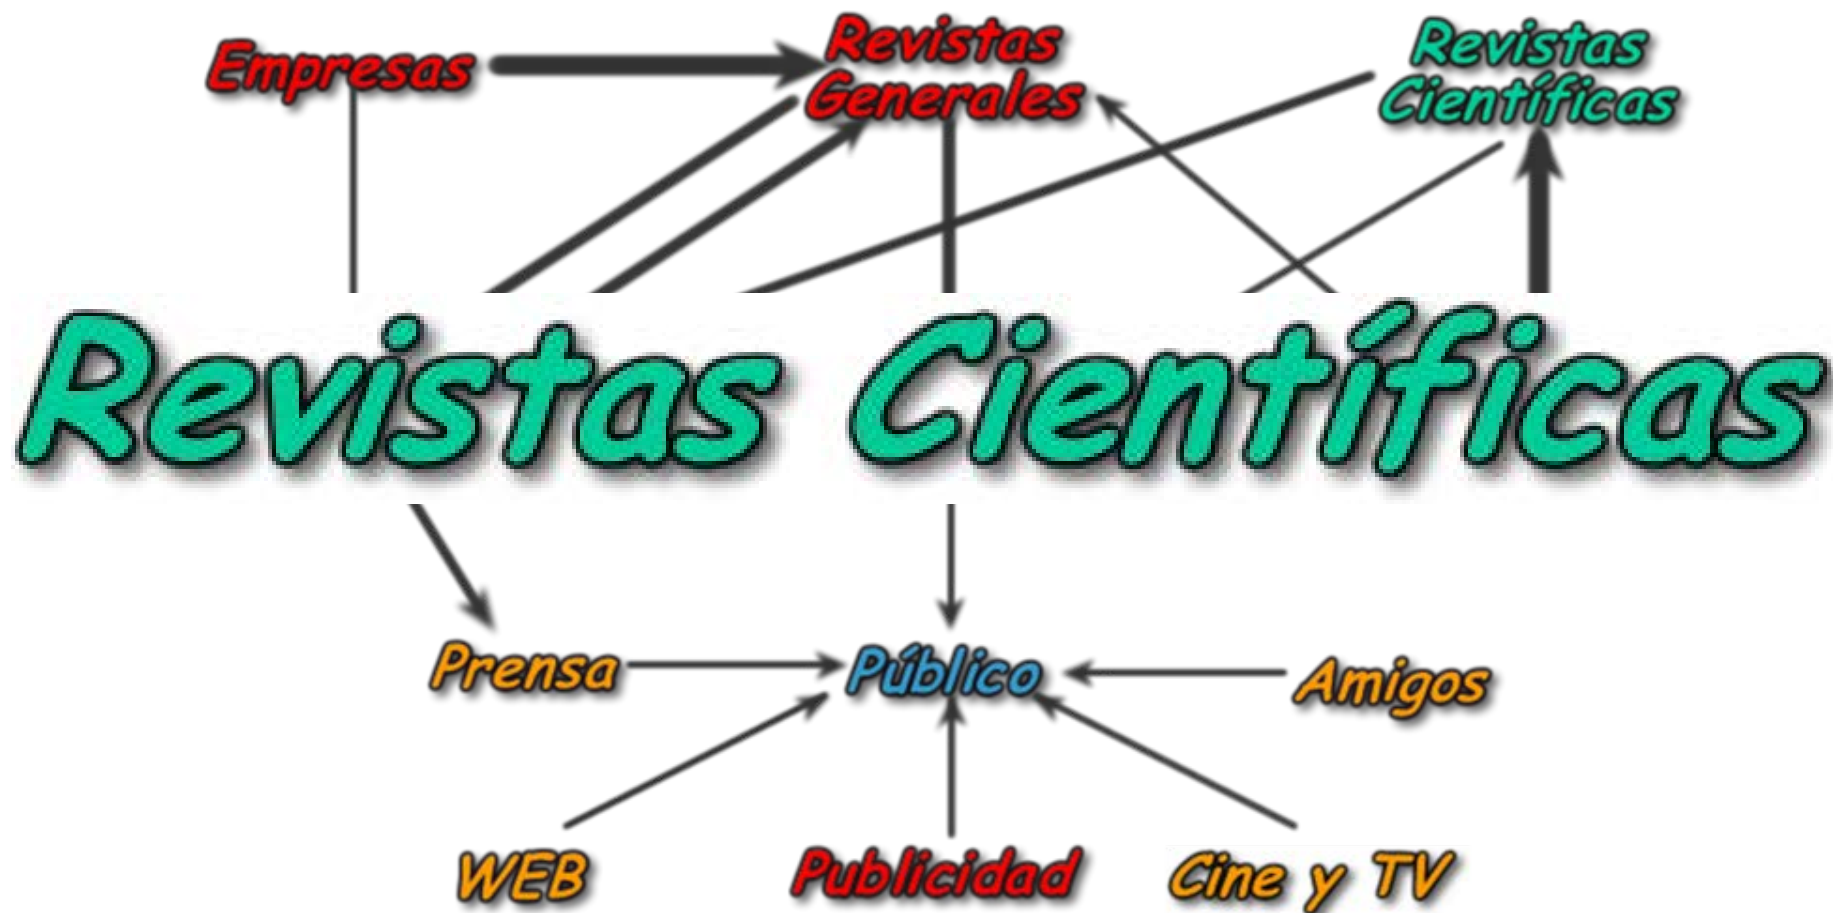 Empresas
Revistas
Generales
Revistas
Científicas
Revistas Científicas
Prensa
Público
Amigos
WEB
Publicidad
Cine y TV